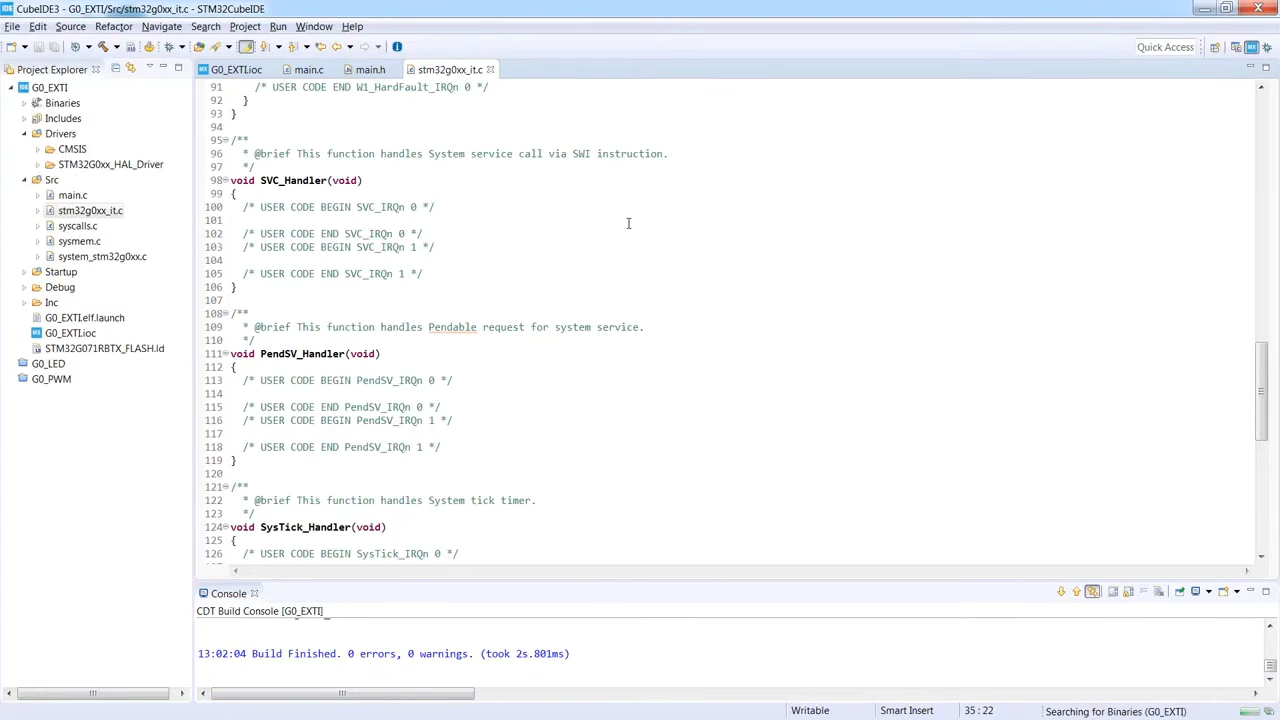 CubeIDE3 - G0_EXTI/Src/stm32g0xx_it.c - STM32CubeIDE
File Edit Source Refactor Navigate Search Project Run Window Help
Quick Access
Project Explorer
G0_EXTI
Binaries
Includes
Drivers
CMSIS
STM32G0xx_HAL_Driver
Src
main.c
stm32g0xx_it.c
syscalls.c
sysmem.c
system_stm32g0xx.c
Startup
Debug
Inc
G0_EXTI.elf.launch
G0_EXTI.ioc
STM32G071RBTX_FLASH.ld
G0_LED
G0_PWM
G0_EXTI.ioc main.c main.h stm32g0xx_it.c
91 /* USER CODE END W1_HardFault_IRQn 0 */
92 }
93 }
94
95 /**
96 * @brief This function handles System service call via SWI instruction.
97 */
98 void SVC_Handler(void)
99 {
100 /* USER CODE BEGIN SVC_IRQn 0 */
101
102 /* USER CODE END SVC_IRQn 0 */
103 /* USER CODE BEGIN SVC_IRQn 1 */
104
105 /* USER CODE END SVC_IRQn 1 */
106 }
107
108 /**
109 * @brief This function handles Pendable request for system service.
110 */
111 void PendSV_Handler(void)
112 {
113 /* USER CODE BEGIN PendSV_IRQn 0 */
114
115 /* USER CODE END PendSV_IRQn 0 */
116 /* USER CODE BEGIN PendSV_IRQn 1 */
117
118 /* USER CODE END PendSV_IRQn 1 */
119 }
120
121 /**
122 * @brief This function handles System tick timer.
123 */
124 void SysTick_Handler(void)
125 {
126 /* USER CODE BEGIN SysTick_IRQn 0 */
Console
CDT Build Console [G0_EXTI]
13:02:04 Build Finished. 0 errors, 0 warnings. (took 2s.801ms)
Writable Smart Insert 35 : 22 Searching for Binaries (G0_EXTI)